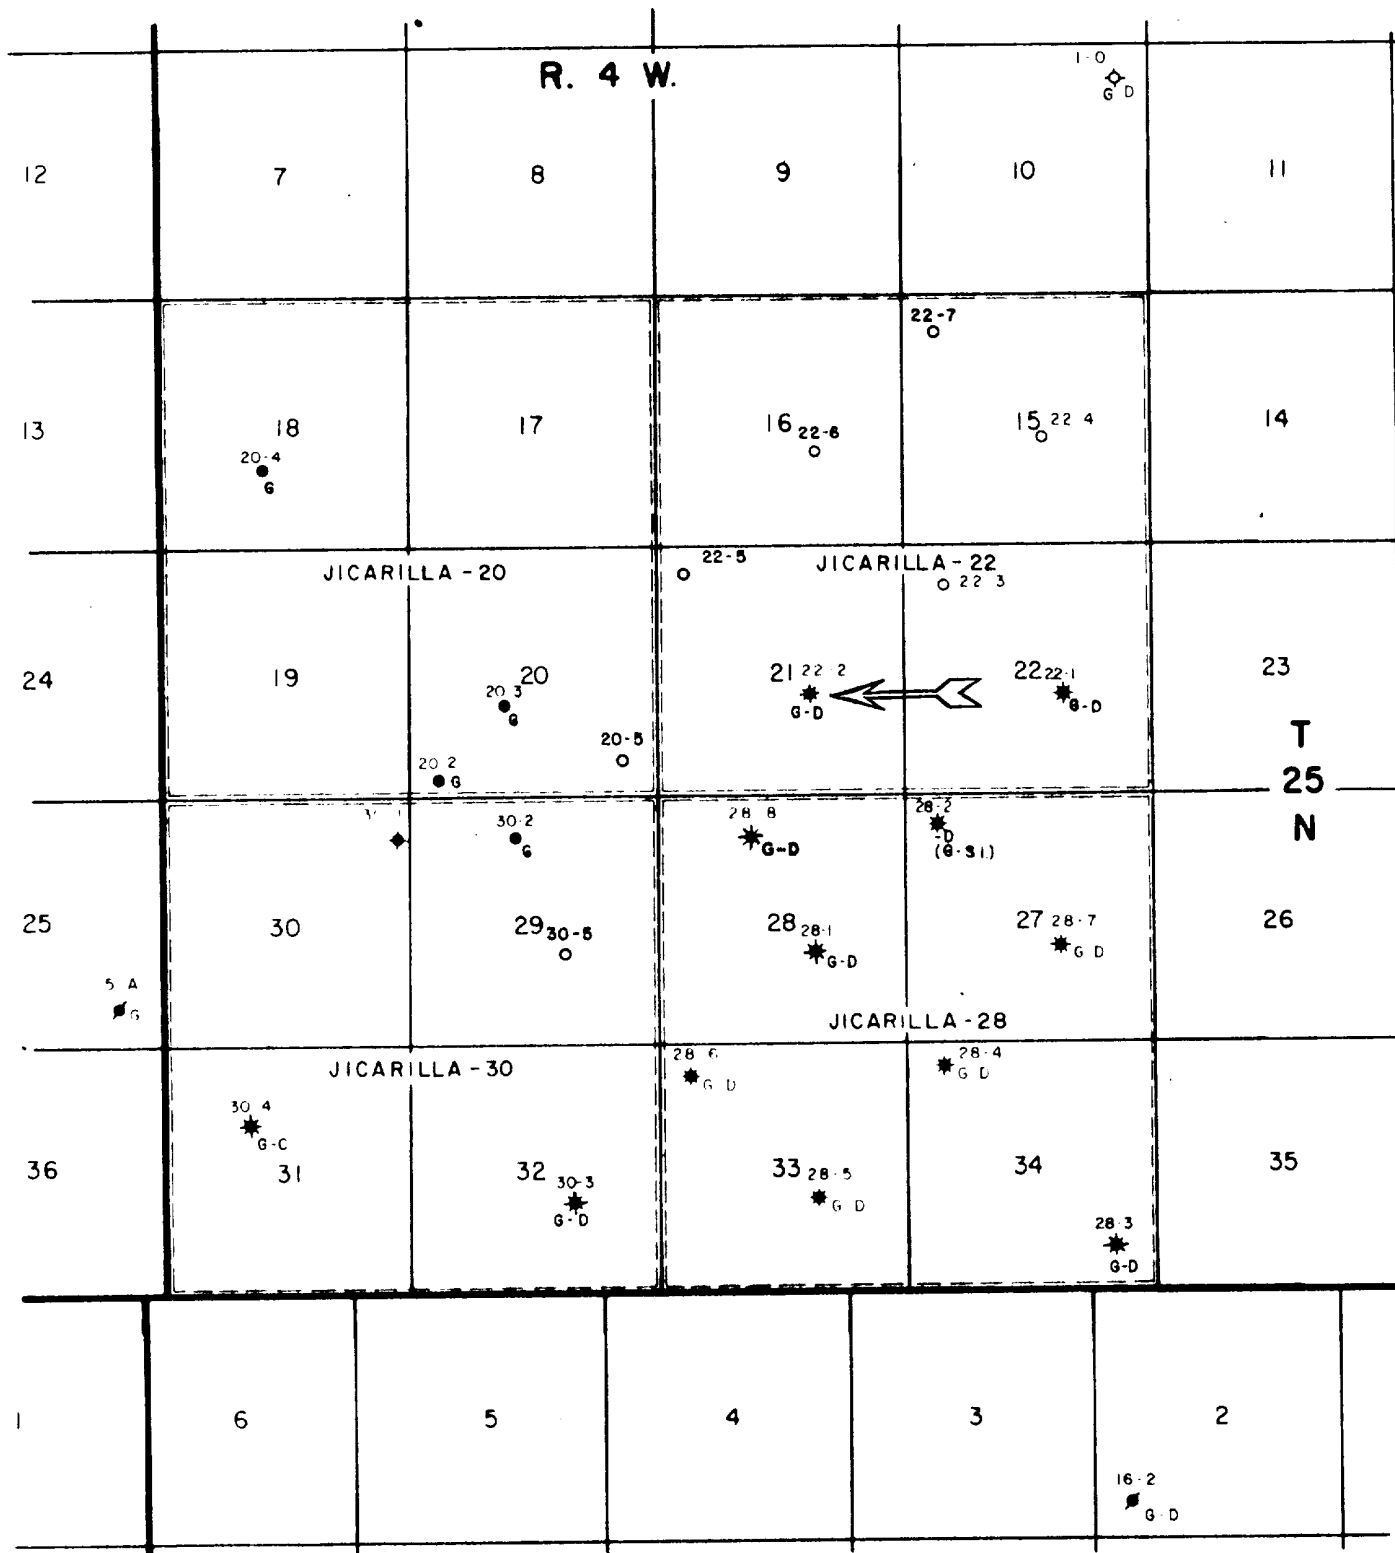 R. 4 W.
1-0
G D
12 7 8 9 10 11
22-7
13 18 17 16 22-6 15 22 4 14
20-4
G
JICARILLA-20 22-5 JICARILLA-22
22 3
24 19 20 21 22-2 22 22-1 23
20 3
G
G-D
G-D
20-5
20 2
G
T
25
N
30-2
G
28 8
G-D
28-2
-D
(G-S.I.)
25 30 29 30-5 28 28-1 27 28-7 26
G-D
G D
5 A
G
JICARILLA-28
JICARILLA-30
28 6
G D
28-4
G D
30 4
G-C
36 31 32 30-3 33 28-5 34 35
G-D
G D
28-3
G-D
1 6 5 4 3 2
16-2
G-D